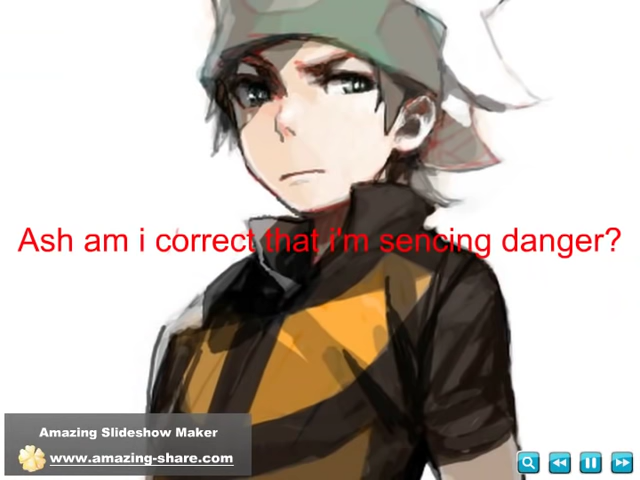 Ash am i correct that i'm sencing danger?
Amazing Slideshow Maker
www.amazing-share.com